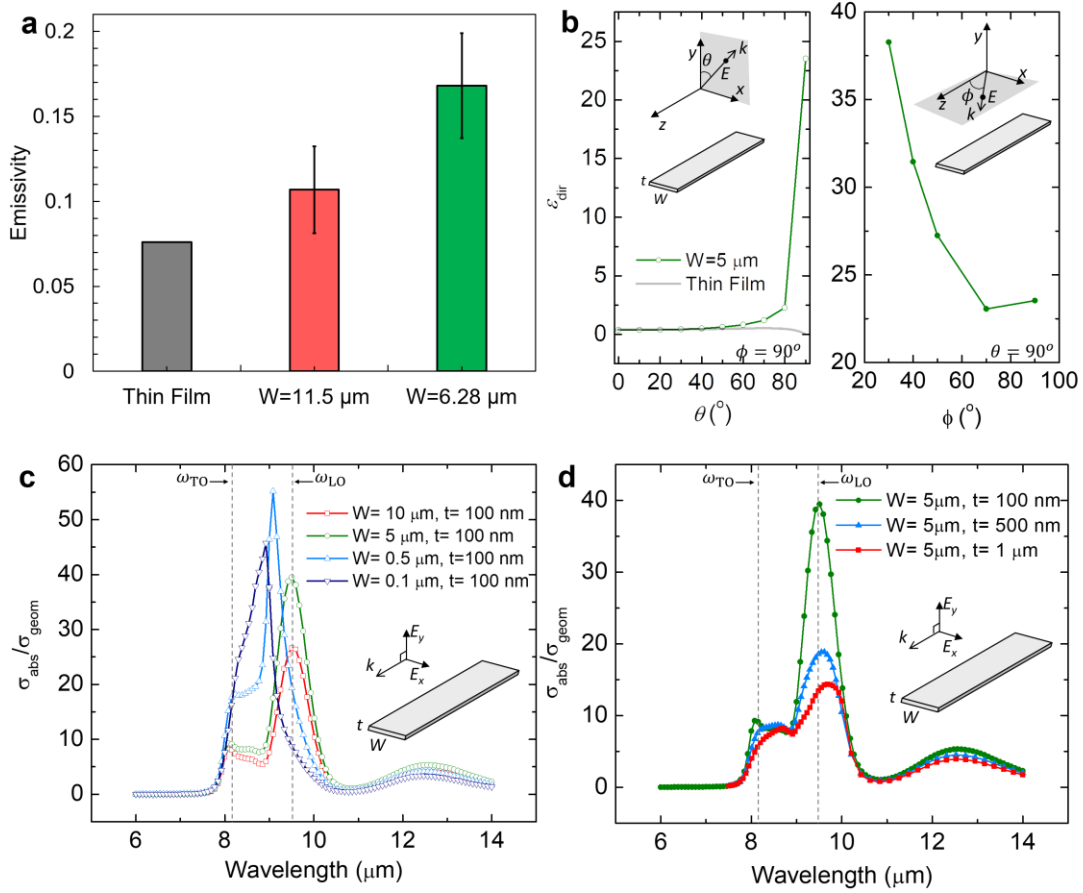 a
Emissivity
0.2
0.15
0.1
0.05
0
Thin Film
W=11.5 µm
W=6.28 µm
b
ε_dir
25
20
15
10
5
0
y
θ
k
E
x
z
t
W
W=5 µm
Thin Film
ϕ = 90°
0 20 40 60 80
θ (°)
40
35
30
25
20
y
x
z
ϕ
E
k
θ = 90°
20 40 60 80 100
ϕ (°)
c
σ_abs/σ_geom
60
50
40
30
20
10
0
ω_TO
ω_LO
W= 10 µm, t= 100 nm
W= 5 µm, t= 100 nm
W= 0.5 µm, t=100 nm
W= 0.1 µm, t= 100 nm
E_y
k
E_x
t
W
6 8 10 12 14
Wavelength (µm)
d
σ_abs/σ_geom
40
30
20
10
0
ω_TO
ω_LO
W= 5µm, t= 100 nm
W= 5µm, t= 500 nm
W= 5µm, t= 1 µm
E_y
k
E_x
t
W
6 8 10 12 14
Wavelength (µm)